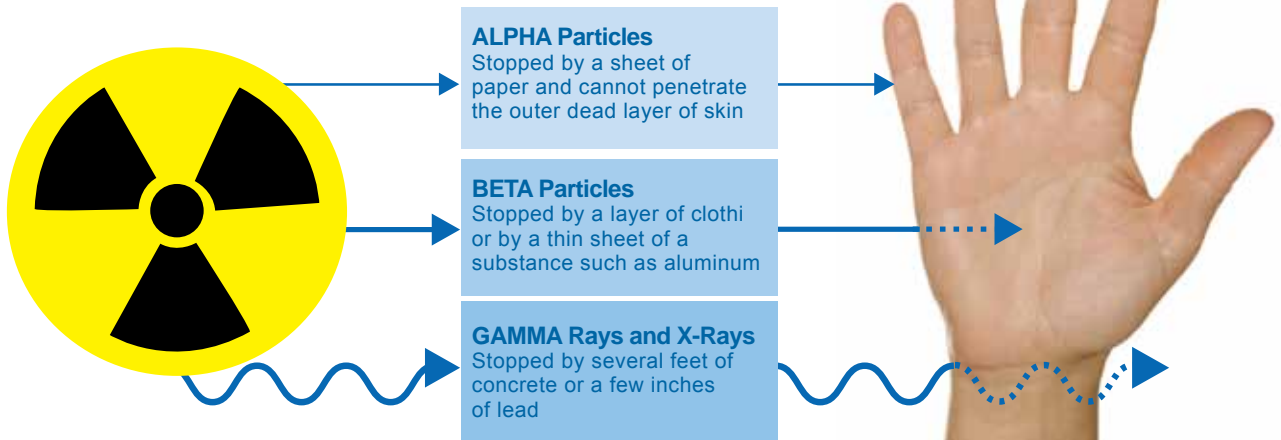 ALPHA Particles
Stopped by a sheet of
paper and cannot penetrate
the outer dead layer of skin
BETA Particles
Stopped by a layer of clothi
or by a thin sheet of a
substance such as aluminum
GAMMA Rays and X-Rays
Stopped by several feet of
concrete or a few inches
of lead